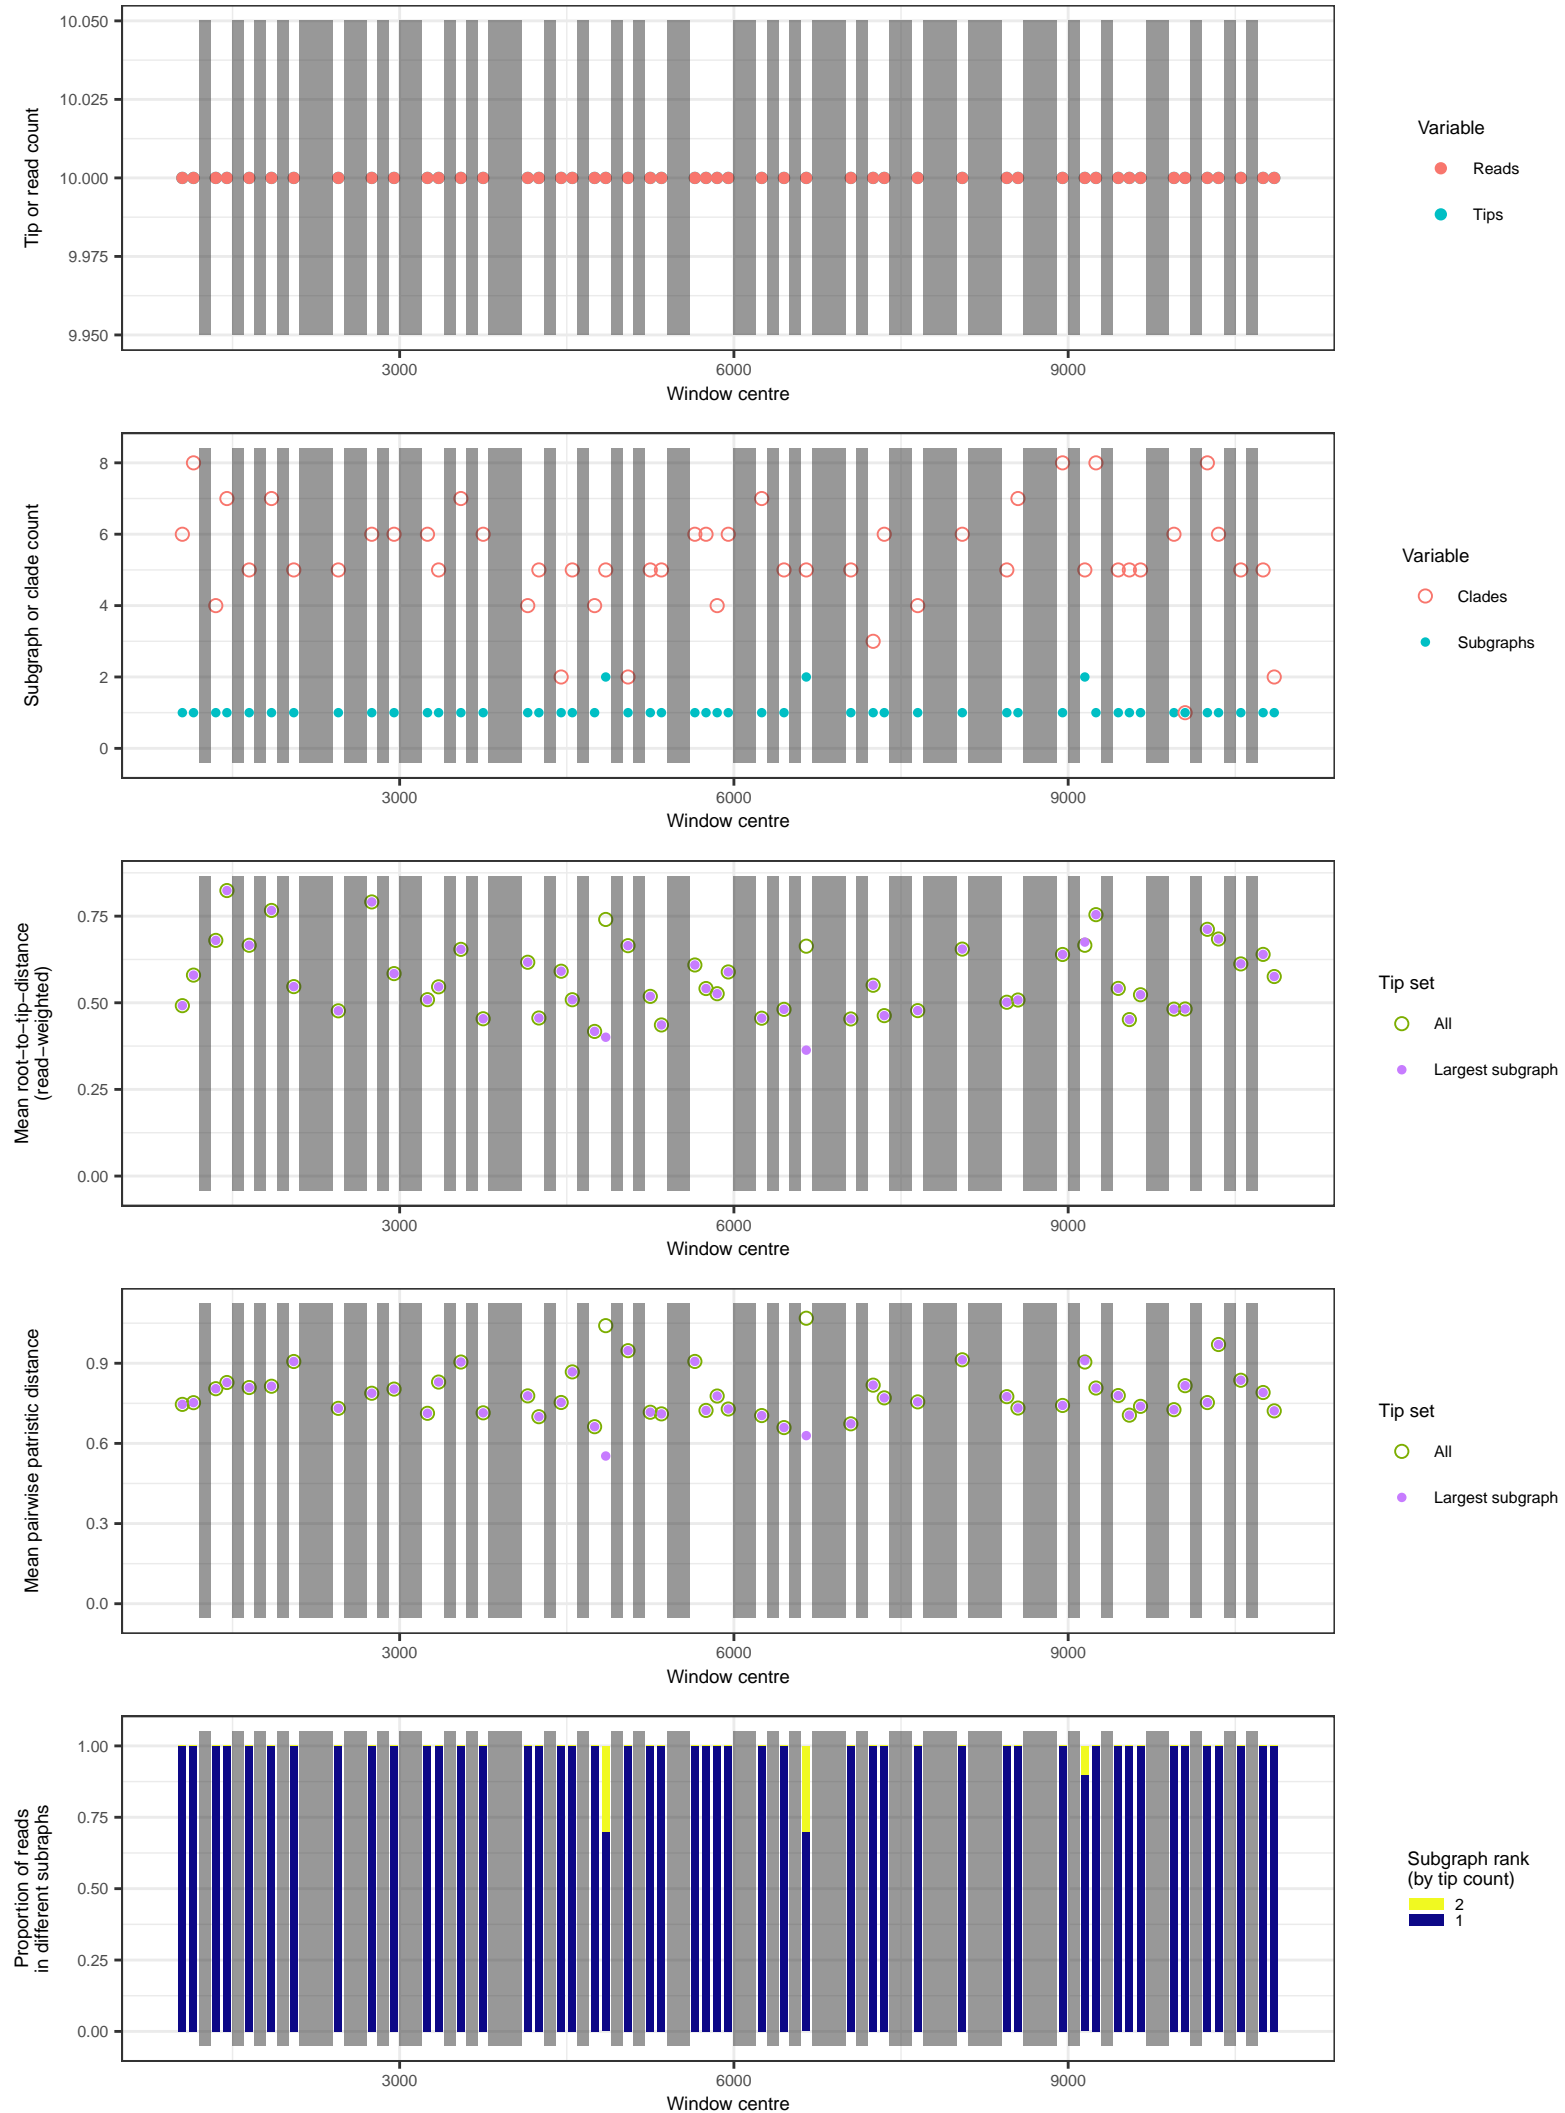 10.050
10.025
10.000
9.975
9.950
Tip or read count
3000
6000
9000
Window centre
Variable
Reads
Tips
8
6
4
2
0
Subgraph or clade count
3000
6000
9000
Window centre
Variable
Clades
Subgraphs
0.75
0.50
0.25
0.00
Mean root−to−tip−distance
(read−weighted)
3000
6000
9000
Window centre
Tip set
All
Largest subgraph
0.9
0.6
0.3
0.0
Mean pairwise patristic distance
3000
6000
9000
Window centre
Tip set
All
Largest subgraph
1.00
0.75
0.50
0.25
0.00
Proportion of reads
in different subraphs
3000
6000
9000
Window centre
Subgraph rank
(by tip count)
2
1